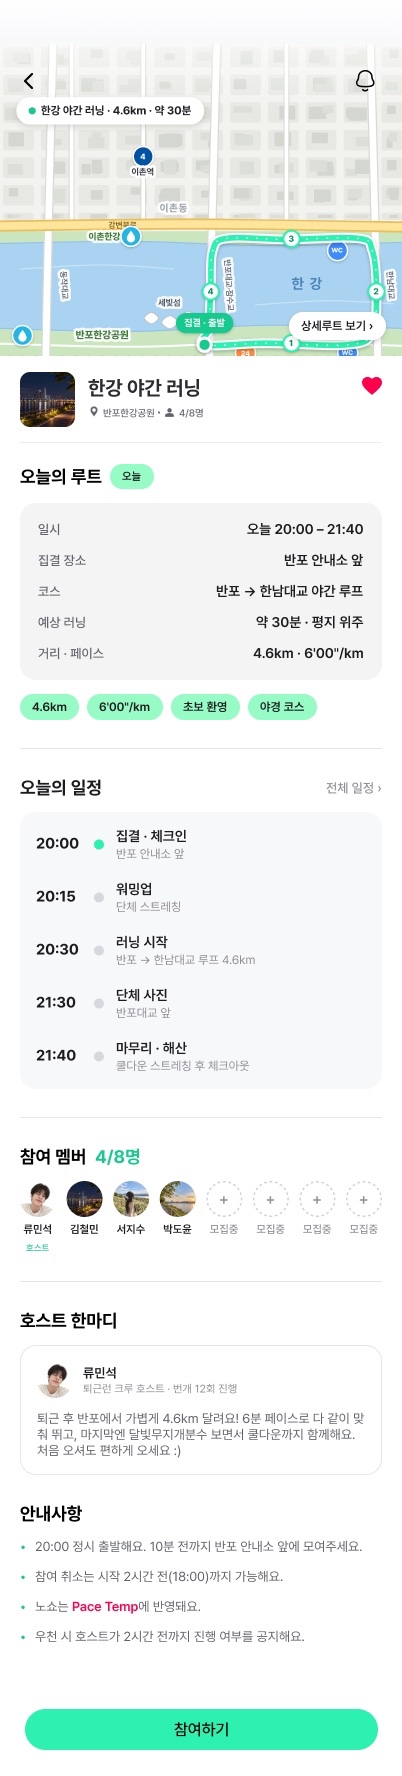 한강 야간 러닝 · 4.6km · 약 30분
4
이촌역
이촌동
강변북로
이촌한강
3
WC
동작대교
반포대교·잠수교
한강
4
2
한남대교
세빛섬
집결 · 출발
상세루트 보기 ›
반포한강공원
1
24
WC
한강 야간 러닝
반포한강공원 · 4/8명
오늘의 루트 오늘
일시 오늘 20:00 – 21:40
집결 장소 반포 안내소 앞
코스 반포 → 한남대교 야간 루프
예상 러닝 약 30분 · 평지 위주
거리 · 페이스 4.6km · 6'00"/km
4.6km 6'00"/km 초보 환영 야경 코스
오늘의 일정 전체 일정 ›
20:00 집결 · 체크인
반포 안내소 앞
20:15 워밍업
단체 스트레칭
20:30 러닝 시작
반포 → 한남대교 루프 4.6km
21:30 단체 사진
반포대교 앞
21:40 마무리 · 해산
쿨다운 스트레칭 후 체크아웃
참여 멤버 4/8명
류민석 김철민 서지수 박도윤 모집중 모집중 모집중 모집중
호스트
호스트 한마디
류민석
퇴근런 크루 호스트 · 번개 12회 진행
퇴근 후 반포에서 가볍게 4.6km 달려요! 6분 페이스로 다 같이 맞
춰 뛰고, 마지막엔 달빛무지개분수 보면서 쿨다운까지 함께해요.
처음 오셔도 편하게 오세요 :)
안내사항
• 20:00 정시 출발해요. 10분 전까지 반포 안내소 앞에 모여주세요.
• 참여 취소는 시작 2시간 전(18:00)까지 가능해요.
• 노쇼는 Pace Temp에 반영돼요.
• 우천 시 호스트가 2시간 전까지 진행 여부를 공지해요.
참여하기